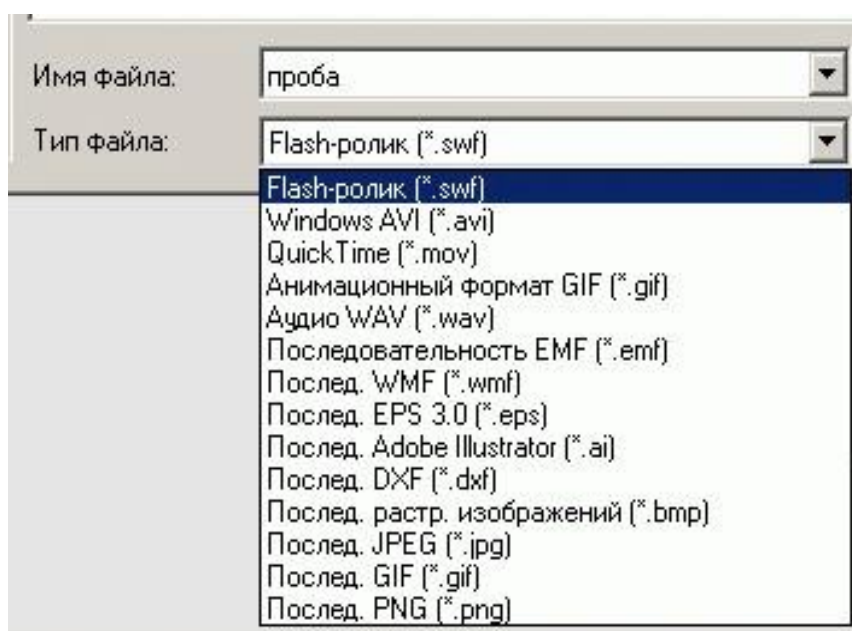 Имя файла: проба
Тип файла: Flash-ролик (*.swf)
Flash-ролик (*.swf)
Windows AVI (*.avi)
QuickTime (*.mov)
Анимационный формат GIF (*.gif)
Аудио WAV (*.wav)
Последовательность EMF (*.emf)
Послед. WMF (*.wmf)
Послед. EPS 3.0 (*.eps)
Послед. Adobe Illustrator (*.ai)
Послед. DXF (*.dxf)
Послед. растр. изображений (*.bmp)
Послед. JPEG (*.jpg)
Послед. GIF (*.gif)
Послед. PNG (*.png)